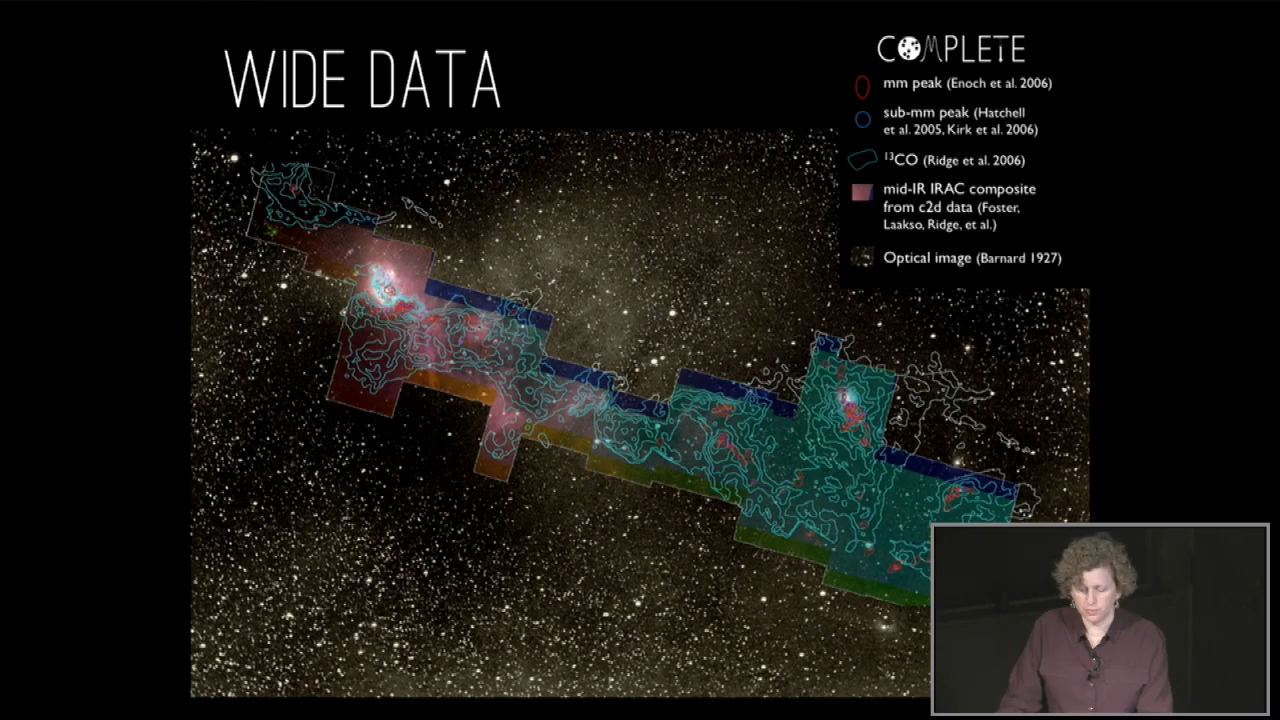 WIDE DATA
COMPLETE
mm peak (Enoch et al. 2006)
sub-mm peak (Hatchell
et al. 2005, Kirk et al. 2006)
¹³CO (Ridge et al. 2006)
mid-IR IRAC composite
from c2d data (Foster,
Laakso, Ridge, et al.)
Optical image (Barnard 1927)